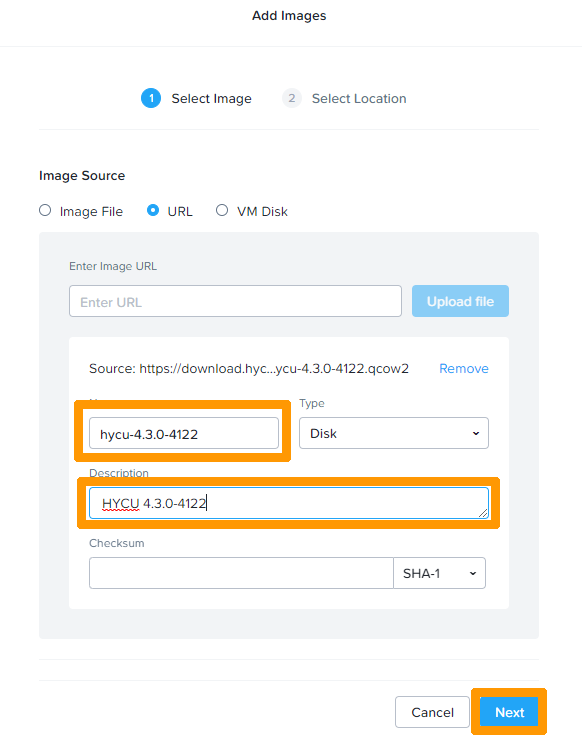 Add Images
1 Select Image 2 Select Location
Image Source
Image File URL VM Disk
Enter Image URL
Enter URL Upload file
Source: https://download.hyc...ycu-4.3.0-4122.qcow2 Remove
Type
hycu-4.3.0-4122 Disk
Description
HYCU 4.3.0-4122
Checksum
SHA-1
Cancel Next